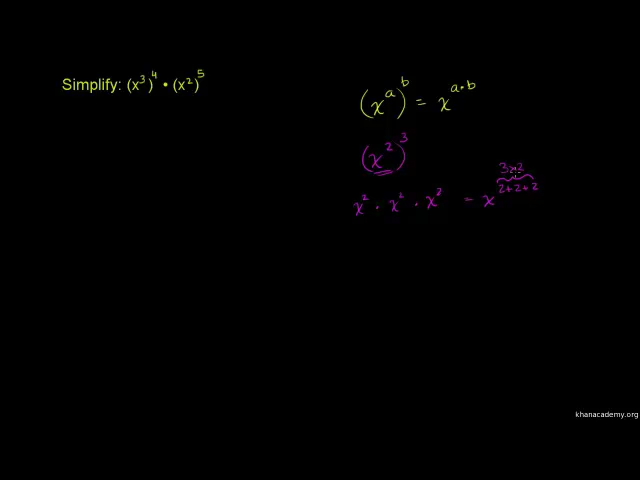 Simplify: (x³)⁴ • (x²)⁵
(x^a)^b = x^(a•b)
(x²)³
3×2
x² · x² · x² = x^(2+2+2)
khanacademy.org